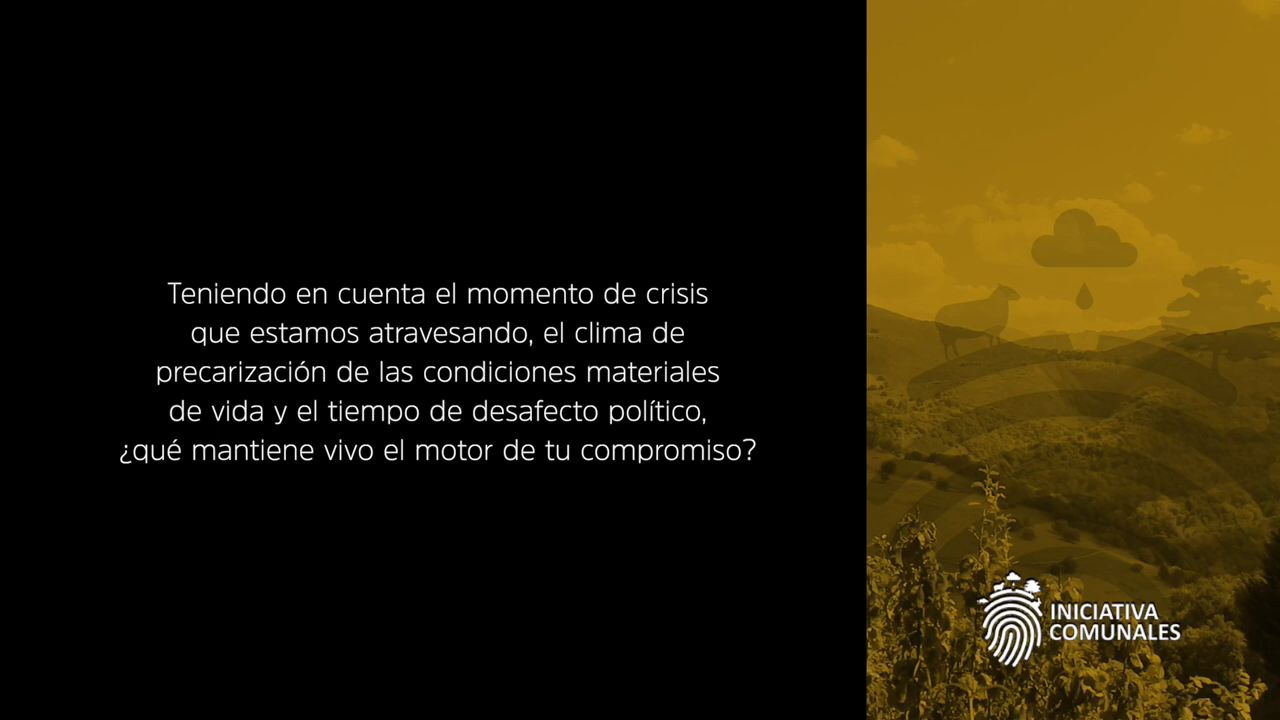 Teniendo en cuenta el momento de crisis
que estamos atravesando, el clima de
precarización de las condiciones materiales
de vida y el tiempo de desafecto político,
¿qué mantiene vivo el motor de tu compromiso?
INICIATIVA
COMUNALES